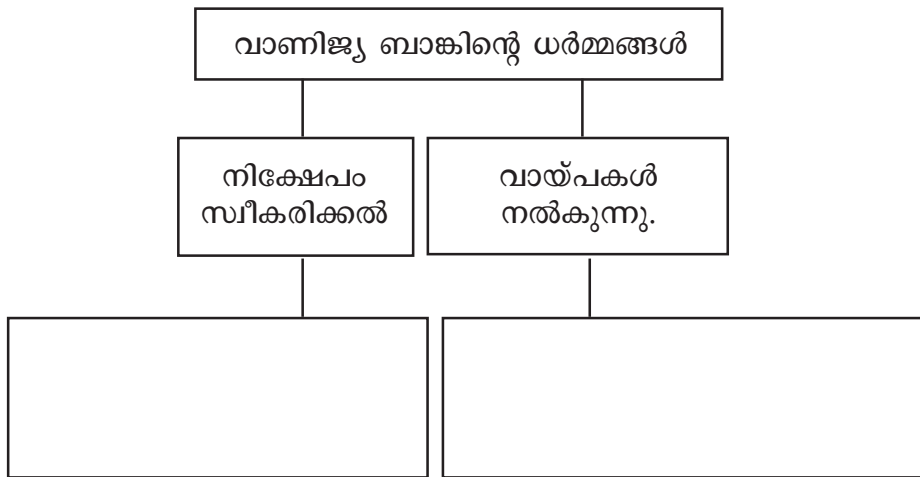 വാണിജ്യ ബാങ്കിന്റെ ധർമ്മങ്ങൾ
നിക്ഷേപം
സ്വീകരിക്കൽ
വായ്പകൾ
നൽകുന്നു.